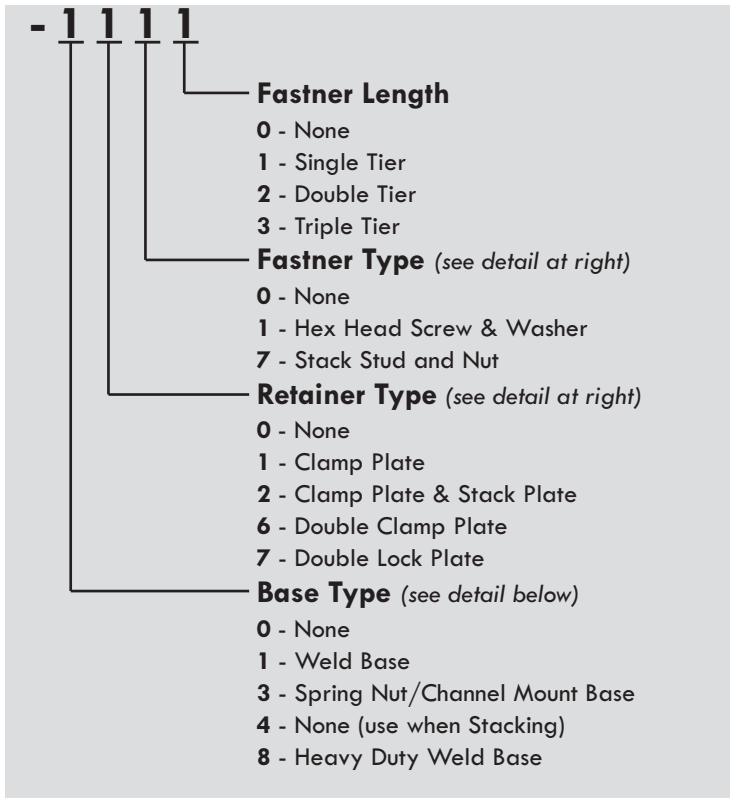 - 1 1 1 1
Fastner Length
0 - None
1 - Single Tier
2 - Double Tier
3 - Triple Tier
Fastner Type (see detail at right)
0 - None
1 - Hex Head Screw & Washer
7 - Stack Stud and Nut
Retainer Type (see detail at right)
0 - None
1 - Clamp Plate
2 - Clamp Plate & Stack Plate
6 - Double Clamp Plate
7 - Double Lock Plate
Base Type (see detail below)
0 - None
1 - Weld Base
3 - Spring Nut/Channel Mount Base
4 - None (use when Stacking)
8 - Heavy Duty Weld Base